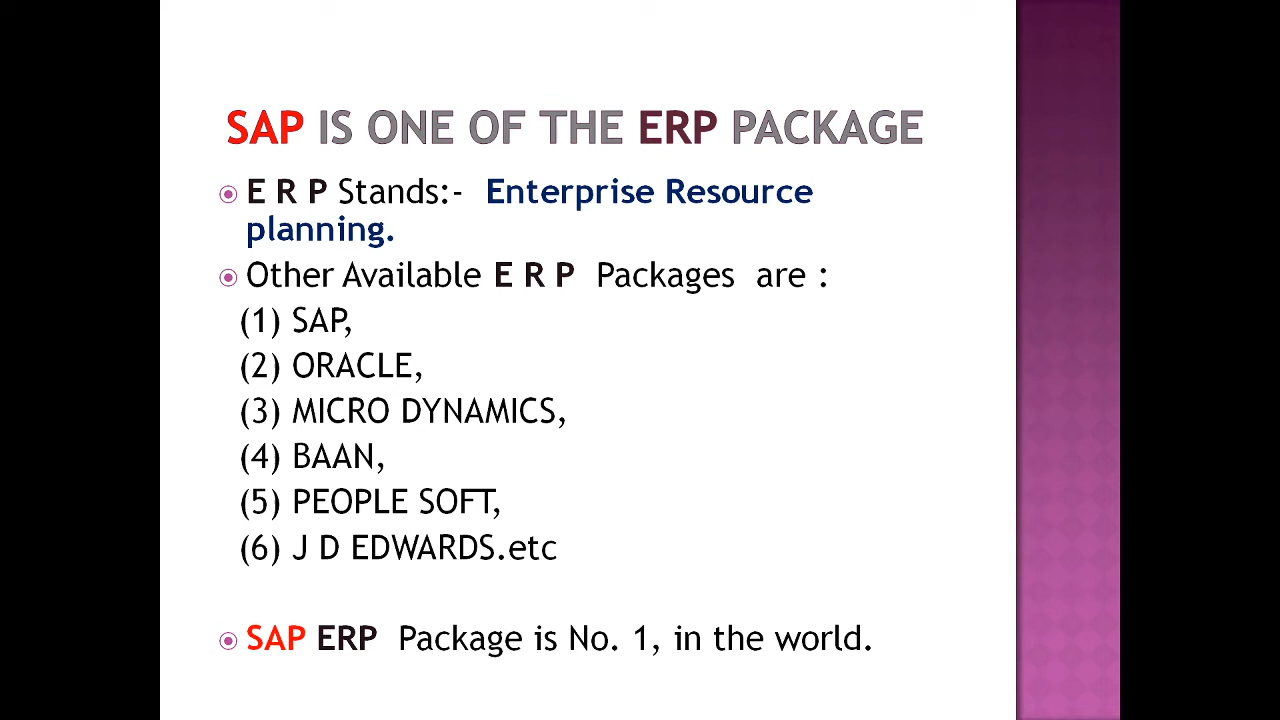 SAP IS ONE OF THE ERP PACKAGE
E R P Stands:- Enterprise Resource
planning.
Other Available E R P Packages are :
(1) SAP,
(2) ORACLE,
(3) MICRO DYNAMICS,
(4) BAAN,
(5) PEOPLE SOFT,
(6) J D EDWARDS.etc
SAP ERP Package is No. 1, in the world.